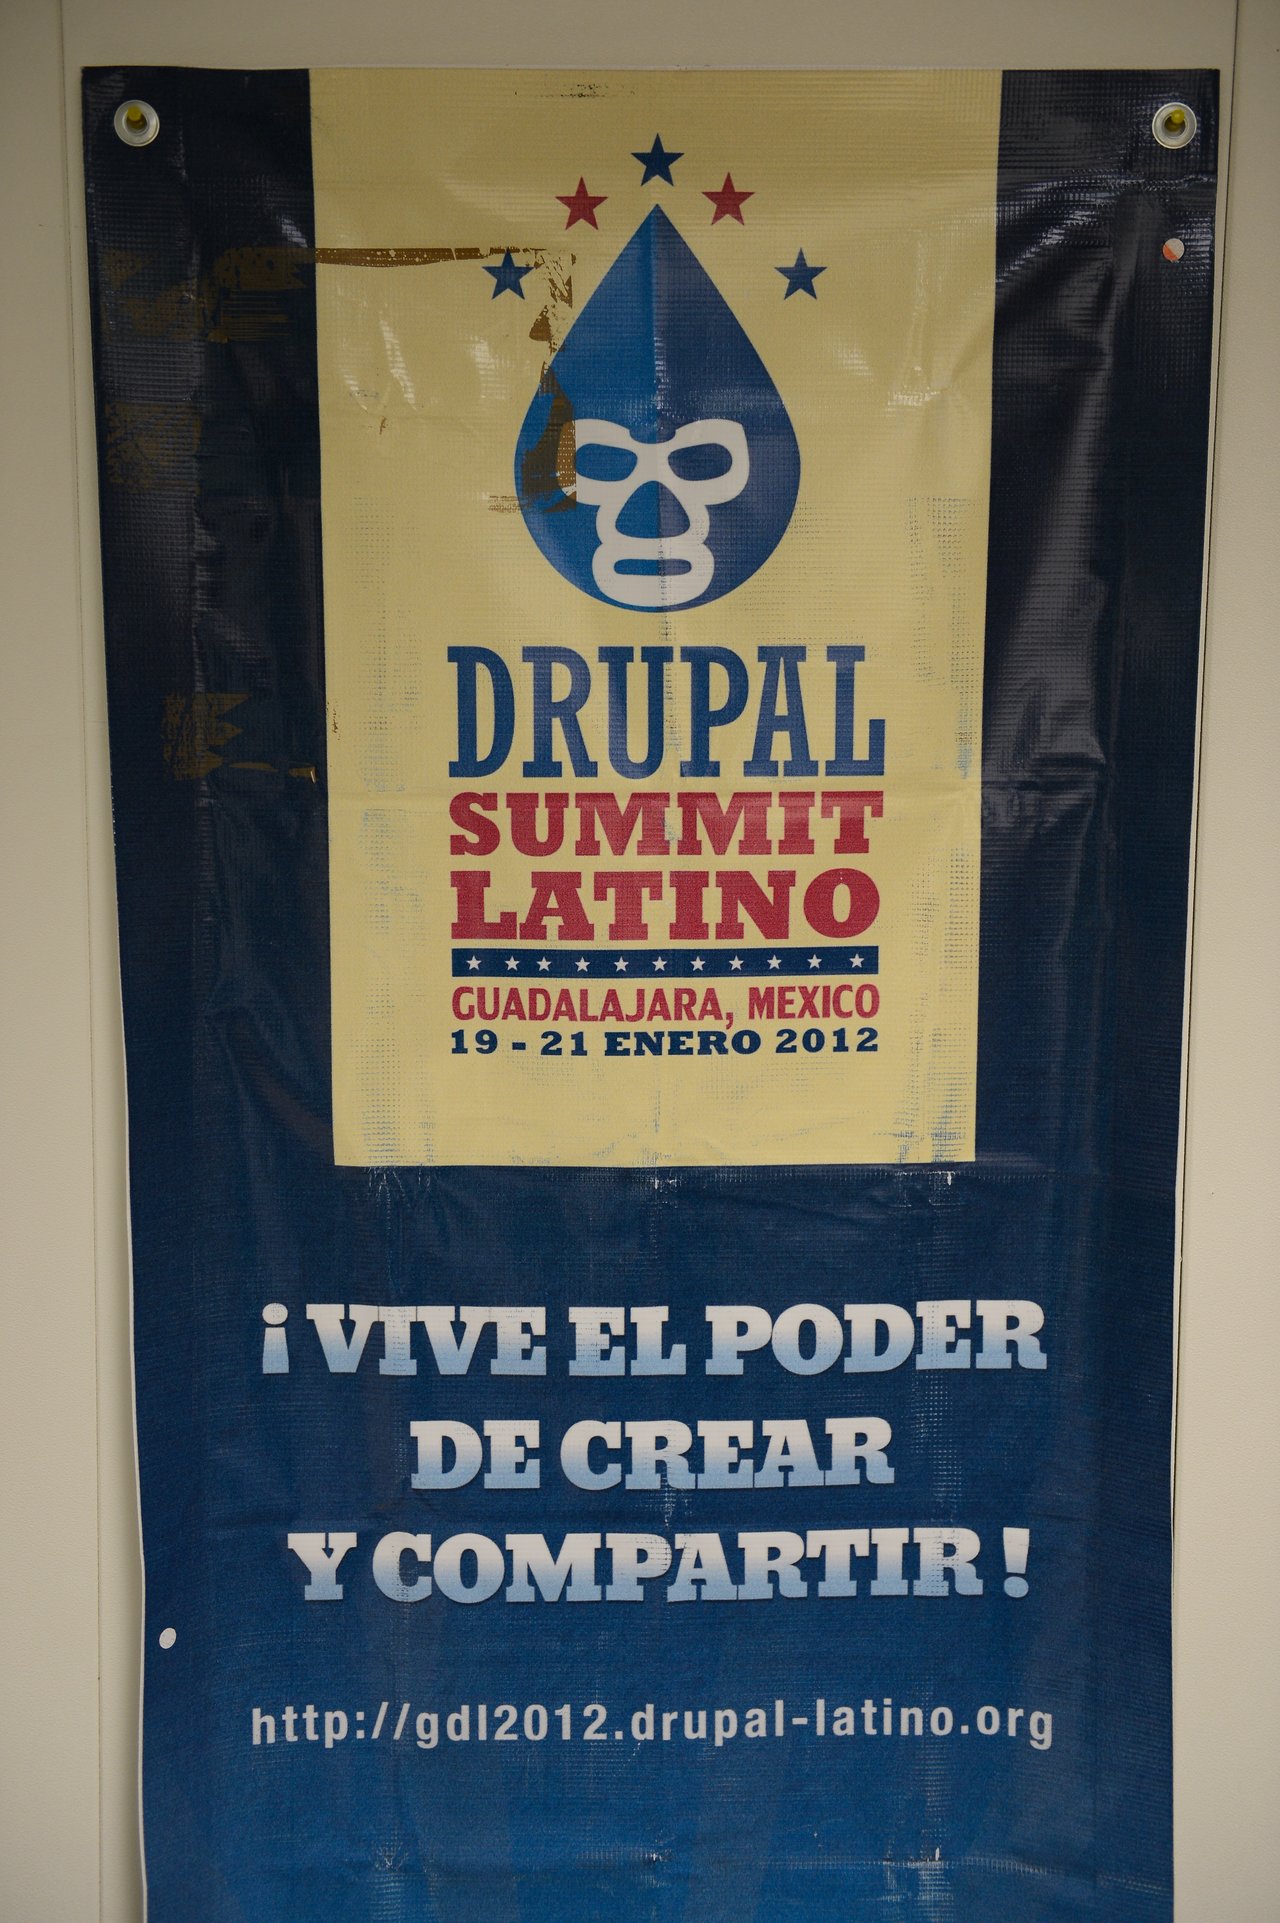 DRUPAL
SUMMIT
LATINO
GUADALAJARA, MEXICO
19 - 21 ENERO 2012
¡VIVE EL PODER
DE CREAR
Y COMPARTIR!
http://gdl2012.drupal-latino.org